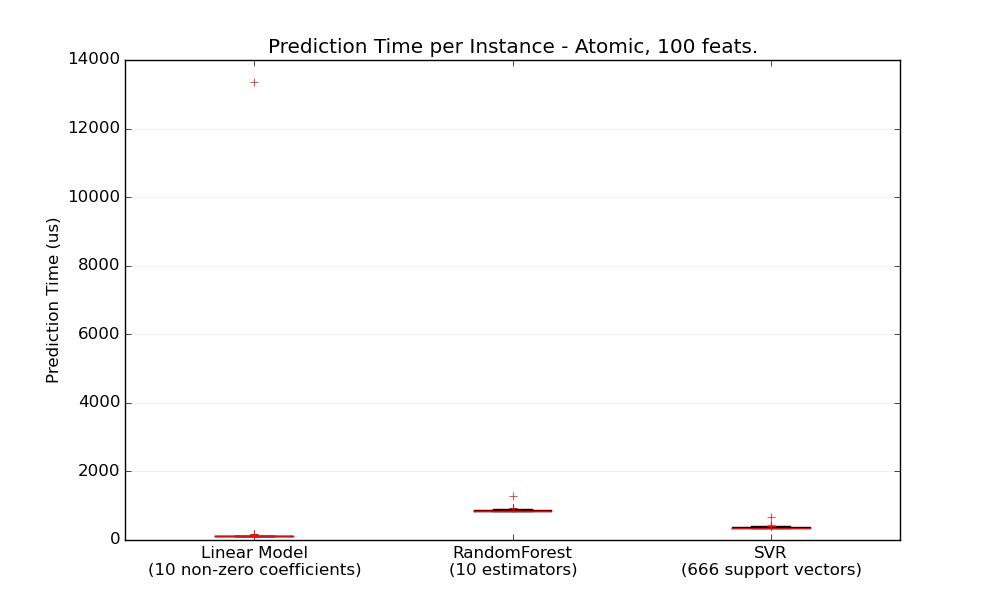 Prediction Time per Instance - Atomic, 100 feats.
14000
12000
10000
8000
6000
4000
2000
0
Prediction Time (us)
Linear Model
(10 non-zero coefficients)
RandomForest
(10 estimators)
SVR
(666 support vectors)